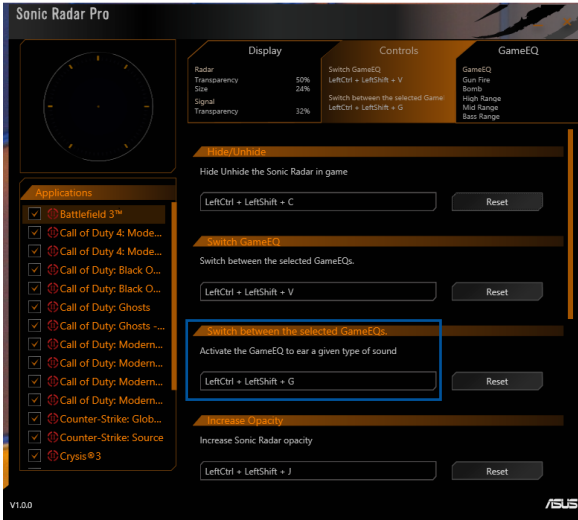 Sonic Radar Pro
Display
Radar
Transparency 50%
Size 24%
Signal
Transparency 32%
Controls
Switch GameEQ
LeftCtrl + LeftShift + V
Switch between the selected Game
LeftCtrl + LeftShift + G
GameEQ
GameEQ
Gun Fire
Bomb
High Range
Mid Range
Bass Range
Applications
Battlefield 3™
Call of Duty 4: Mode...
Call of Duty 4: Mode...
Call of Duty: Black O...
Call of Duty: Black O...
Call of Duty: Ghosts
Call of Duty: Ghosts -...
Call of Duty: Modern...
Call of Duty: Modern...
Call of Duty: Modern...
Call of Duty: Modern...
Counter-Strike: Glob...
Counter-Strike: Source
Crysis®3
Hide/Unhide
Hide Unhide the Sonic Radar in game
LeftCtrl + LeftShift + C Reset
Switch GameEQ
Switch between the selected GameEQs.
LeftCtrl + LeftShift + V Reset
Switch between the selected GameEQs.
Activate the GameEQ to ear a given type of sound
LeftCtrl + LeftShift + G Reset
Increase Opacity
Increase Sonic Radar opacity
LeftCtrl + LeftShift + J Reset
V1.0.0
ASUS